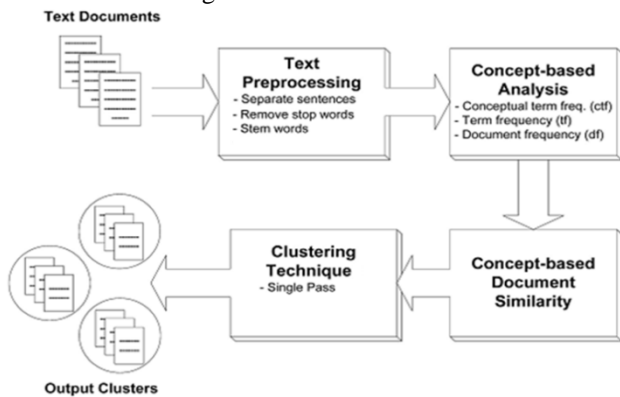 Text Documents
Text
Preprocessing
- Separate sentences
- Remove stop words
- Stem words
Concept-based
Analysis
- Conceptual term freq. (ctf)
- Term frequency (tf)
- Document frequency (df)
Concept-based
Document
Similarity
Clustering
Technique
- Single Pass
Output Clusters